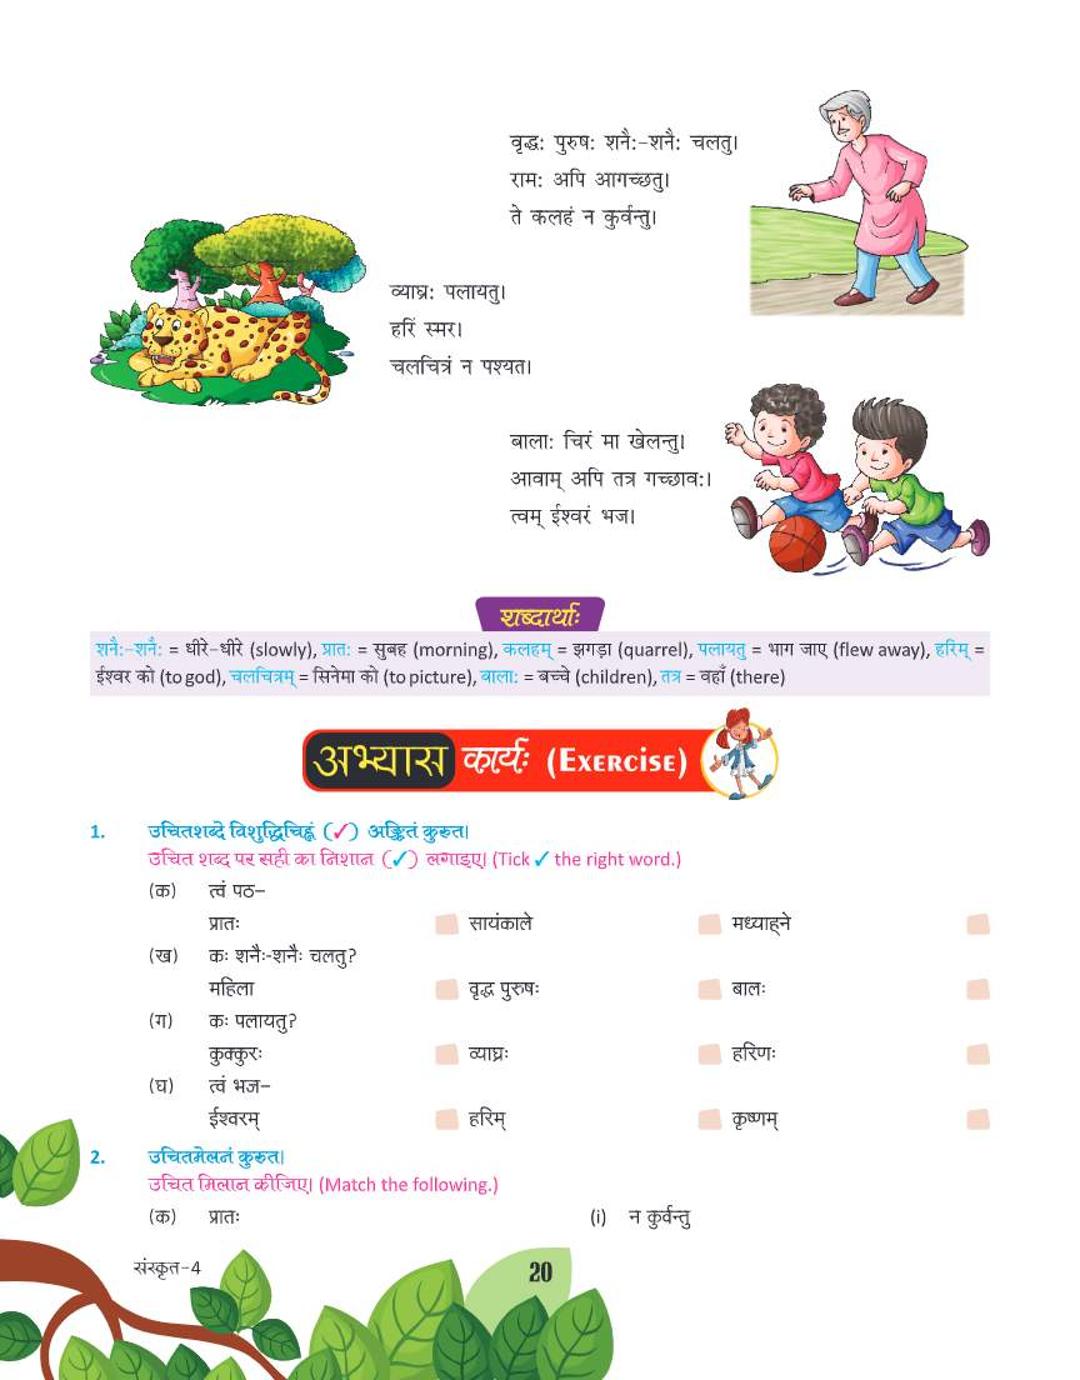 वृद्धः पुरुषः शनैः-शनैः चलतु।
रामः अपि आगच्छतु।
ते कलहं न कुर्वन्तु।
व्याघ्रः पलायतु।
हरिं स्मर।
चलचित्रं न पश्यत।
बालाः चिरं मा खेलन्तु।
आवाम् अपि तत्र गच्छावः।
त्वम् ईश्वरं भज।
शब्दार्थाः
शनैः-शनैः = धीरे-धीरे (slowly), प्रातः = सुबह (morning), कलहम् = झगड़ा (quarrel), पलायतु = भाग जाए (flew away), हरिम् =
ईश्वर को (to god), चलचित्रम् = सिनेमा को (to picture), बालाः = बच्चे (children), तत्र = वहाँ (there)
अभ्यास कार्यः (Exercise)
1. उचितशब्दे विशुद्धिचिह्नं (✓) अङ्कितं कुरुत।
उचित शब्द पर सही का निशान (✓) लगाइए। (Tick ✓ the right word.)
(क) त्वं पठ–
प्रातः सायंकाले मध्याह्ने
(ख) कः शनैः-शनैः चलतु?
महिला वृद्ध पुरुषः बालः
(ग) कः पलायतु?
कुक्कुरः व्याघ्रः हरिणः
(घ) त्वं भज–
ईश्वरम् हरिम् कृष्णम्
2. उचितमेलनं कुरुत।
उचित मिलान कीजिए। (Match the following.)
(क) प्रातः (i) न कुर्वन्तु
संस्कृत-4 20